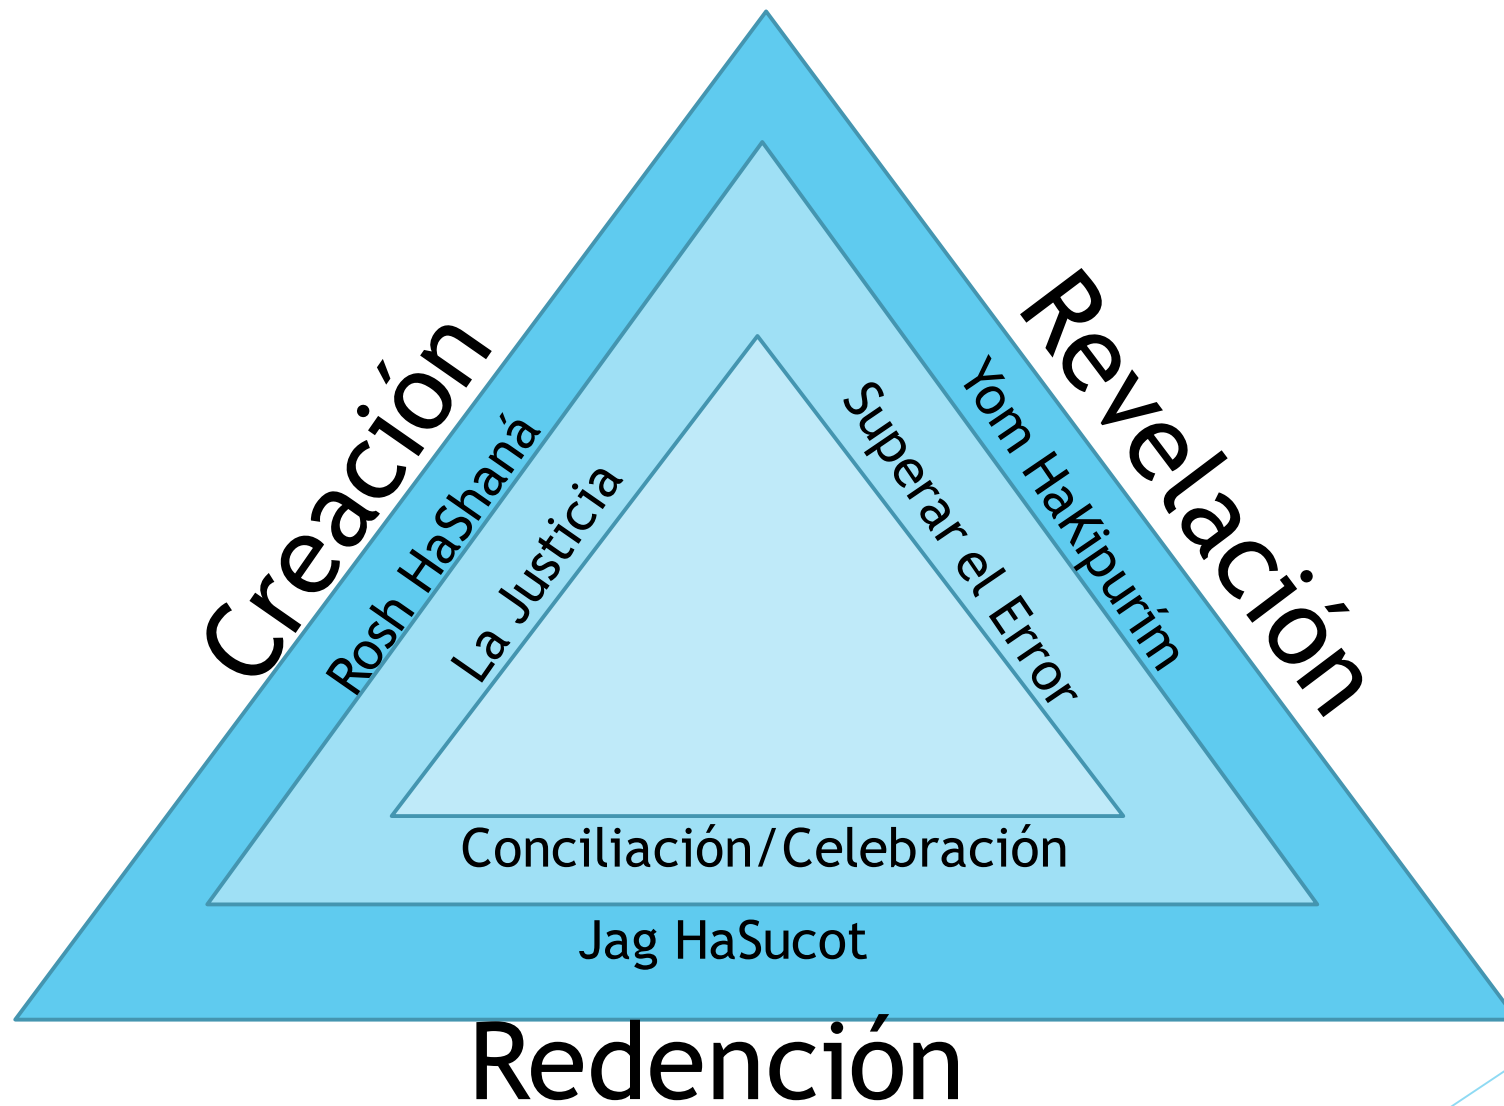 Creación
Rosh HaShaná
La Justicia
Revelación
Yom HaKipurím
Superar el Error
Conciliación/Celebración
Jag HaSucot
Redención